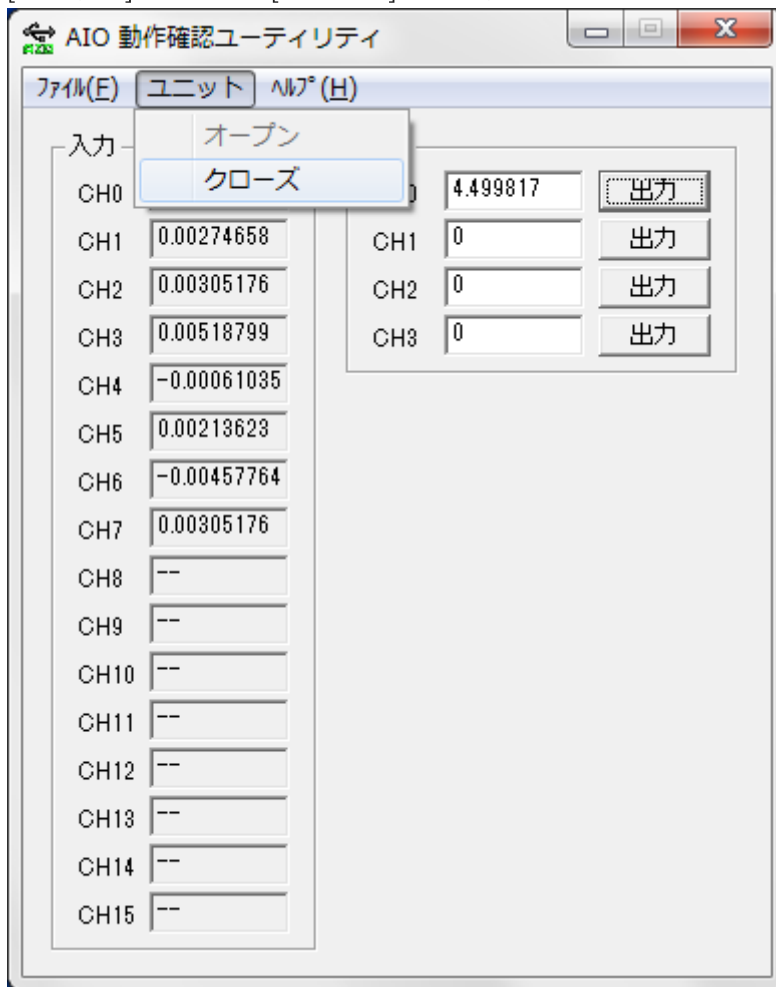 AIO 動作確認ユーティリティ
ﾌｧｲﾙ(F) ユニット ﾍﾙﾌﾟ(H)
オープン
クローズ
入力
CH0 4.499817 出力
CH1 0.00274658 CH1 0 出力
CH2 0.00305176 CH2 0 出力
CH3 0.00518799 CH3 0 出力
CH4 -0.00061035
CH5 0.00213623
CH6 -0.00457764
CH7 0.00305176
CH8 --
CH9 --
CH10 --
CH11 --
CH12 --
CH13 --
CH14 --
CH15 --